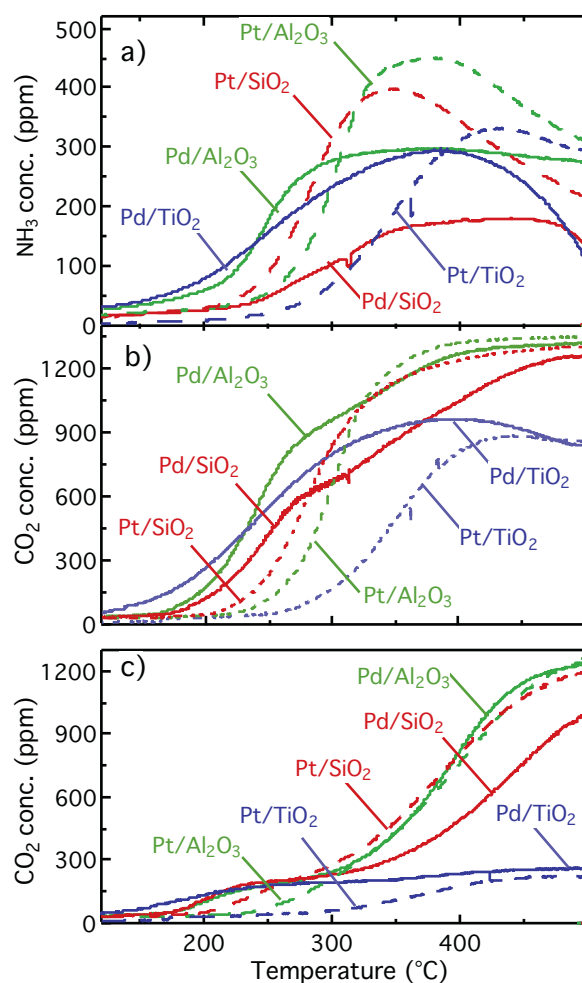 a)
NH3 conc. (ppm)
500
400
300
200
100
0
Pt/Al2O3
Pt/SiO2
Pd/Al2O3
Pd/TiO2
Pt/TiO2
Pd/SiO2
b)
CO2 conc. (ppm)
1200
900
600
300
0
Pd/Al2O3
Pd/SiO2
Pd/TiO2
Pt/TiO2
Pt/SiO2
Pt/Al2O3
c)
CO2 conc. (ppm)
1200
900
600
300
0
Pd/Al2O3
Pd/SiO2
Pt/SiO2
Pt/TiO2
Pd/TiO2
Pt/Al2O3
200 300 400
Temperature (°C)